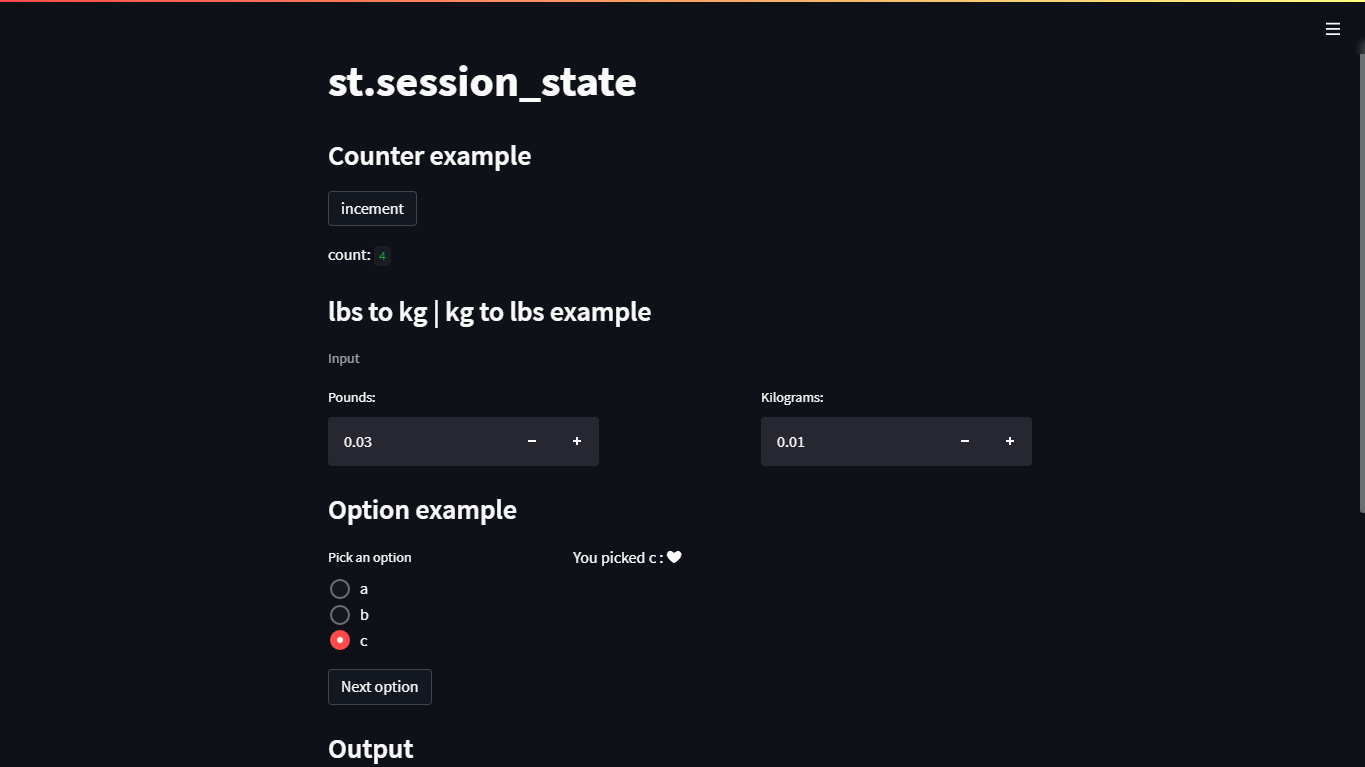 st.session_state
Counter example
incement
count: 4
lbs to kg | kg to lbs example
Input
Pounds:
Kilograms:
0.03
0.01
Option example
Pick an option
You picked c :♥
a
b
c
Next option
Output